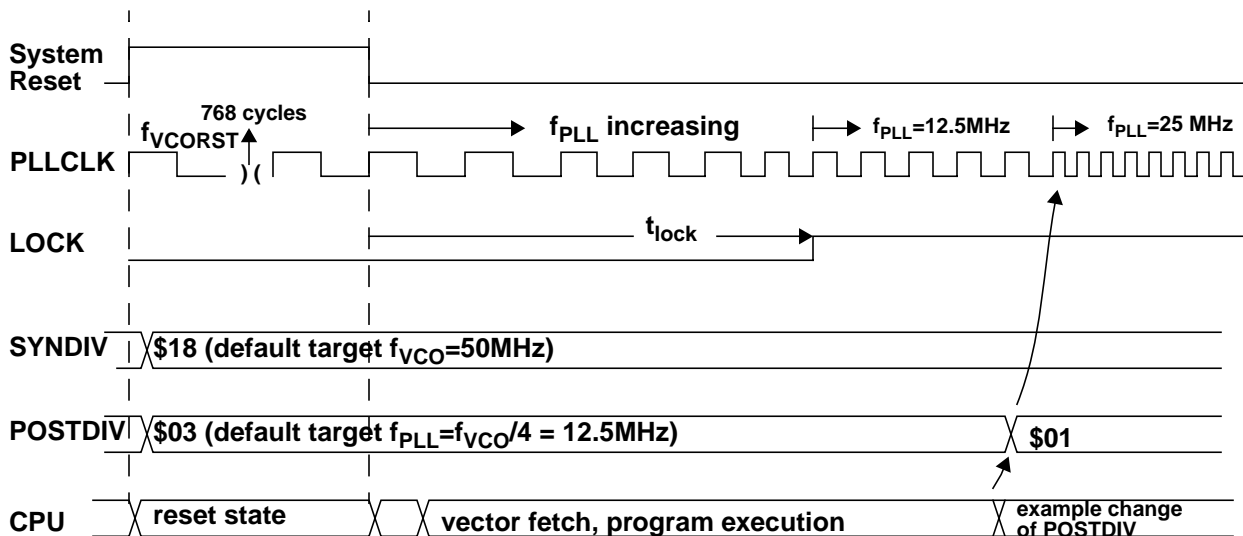 System
Reset
768 cycles
fVCORST
fPLL increasing
fPLL=12.5MHz
fPLL=25 MHz
PLLCLK
) (
LOCK
tlock
SYNDIV
$18 (default target fVCO=50MHz)
POSTDIV
$03 (default target fPLL=fVCO/4 = 12.5MHz)
$01
CPU
reset state
vector fetch, program execution
example change
of POSTDIV